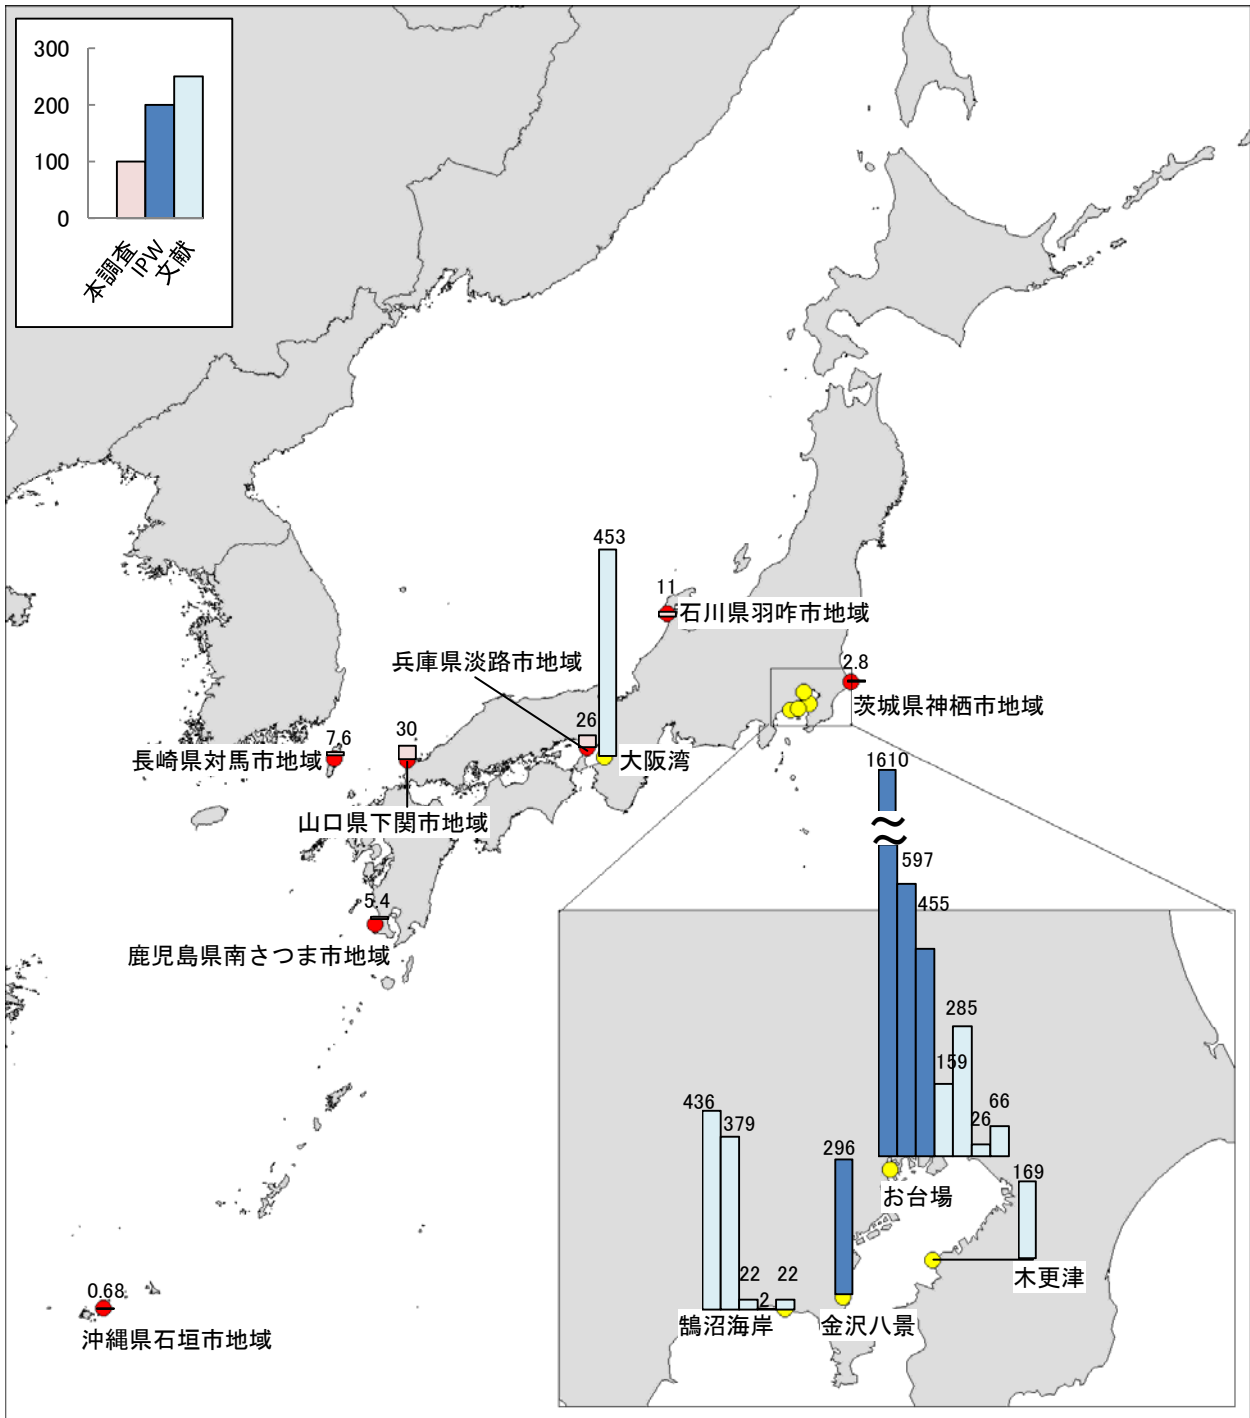 300
200
100
0
本調査
IPW
文献
453
11
石川県羽咋市地域
兵庫県淡路市地域
2.8
茨城県神栖市地域
26
30
7.6
長崎県対馬市地域
大阪湾
山口県下関市地域
1610
597
455
5.4
鹿児島県南さつま市地域
285
159
26
66
436
379
296
169
お台場
22
2
22
木更津
0.68
沖縄県石垣市地域
鵠沼海岸
金沢八景